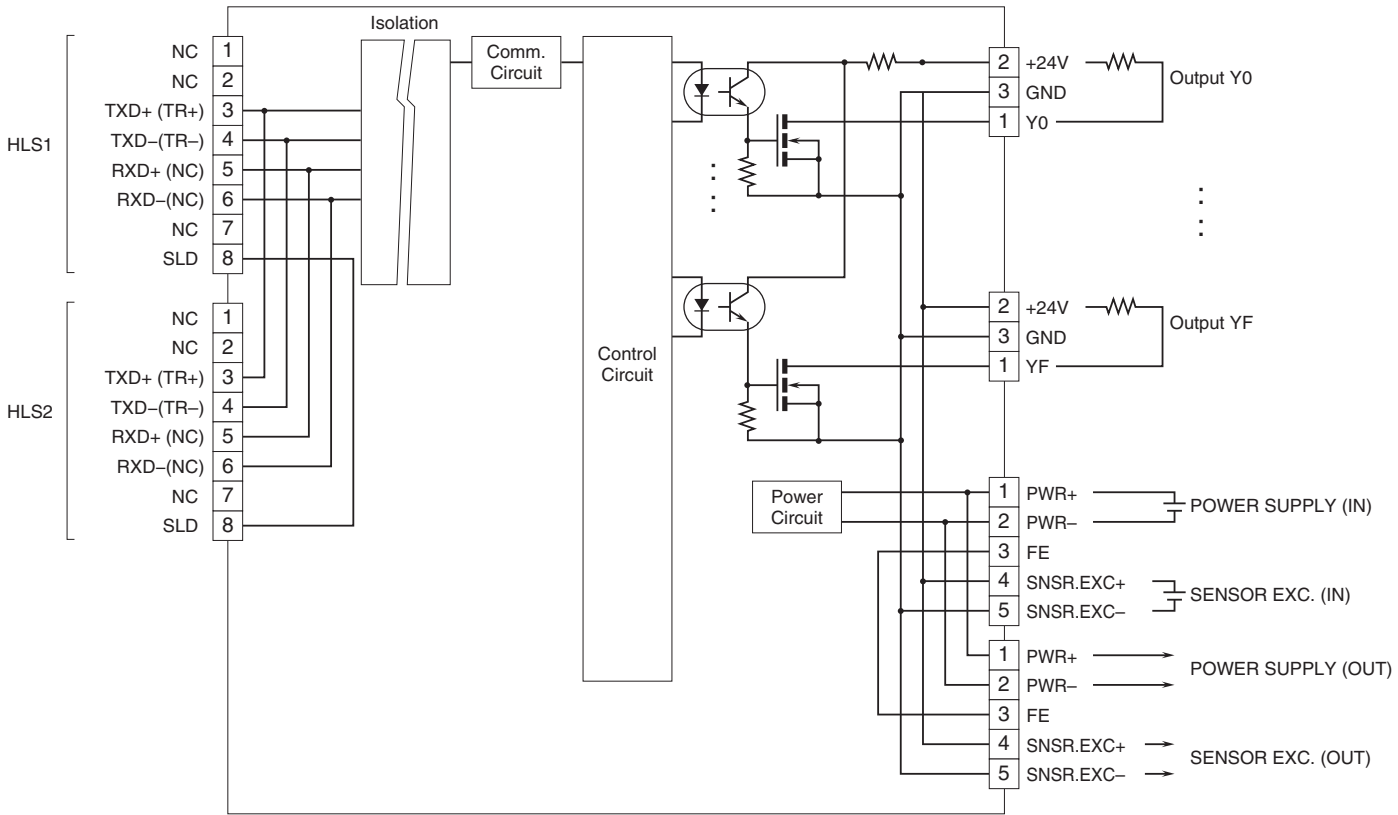 Isolation
HLS1
NC 1
NC 2
TXD+ (TR+) 3
TXD–(TR–) 4
RXD+ (NC) 5
RXD–(NC) 6
NC 7
SLD 8
HLS2
NC 1
NC 2
TXD+ (TR+) 3
TXD–(TR–) 4
RXD+ (NC) 5
RXD–(NC) 6
NC 7
SLD 8
Comm.
Circuit
Control
Circuit
Power
Circuit
2 +24V
3 GND
1 Y0
Output Y0
2 +24V
3 GND
1 YF
Output YF
1 PWR+
2 PWR–
POWER SUPPLY (IN)
3 FE
4 SNSR.EXC+
5 SNSR.EXC–
SENSOR EXC. (IN)
1 PWR+
2 PWR–
POWER SUPPLY (OUT)
3 FE
4 SNSR.EXC+
5 SNSR.EXC–
SENSOR EXC. (OUT)